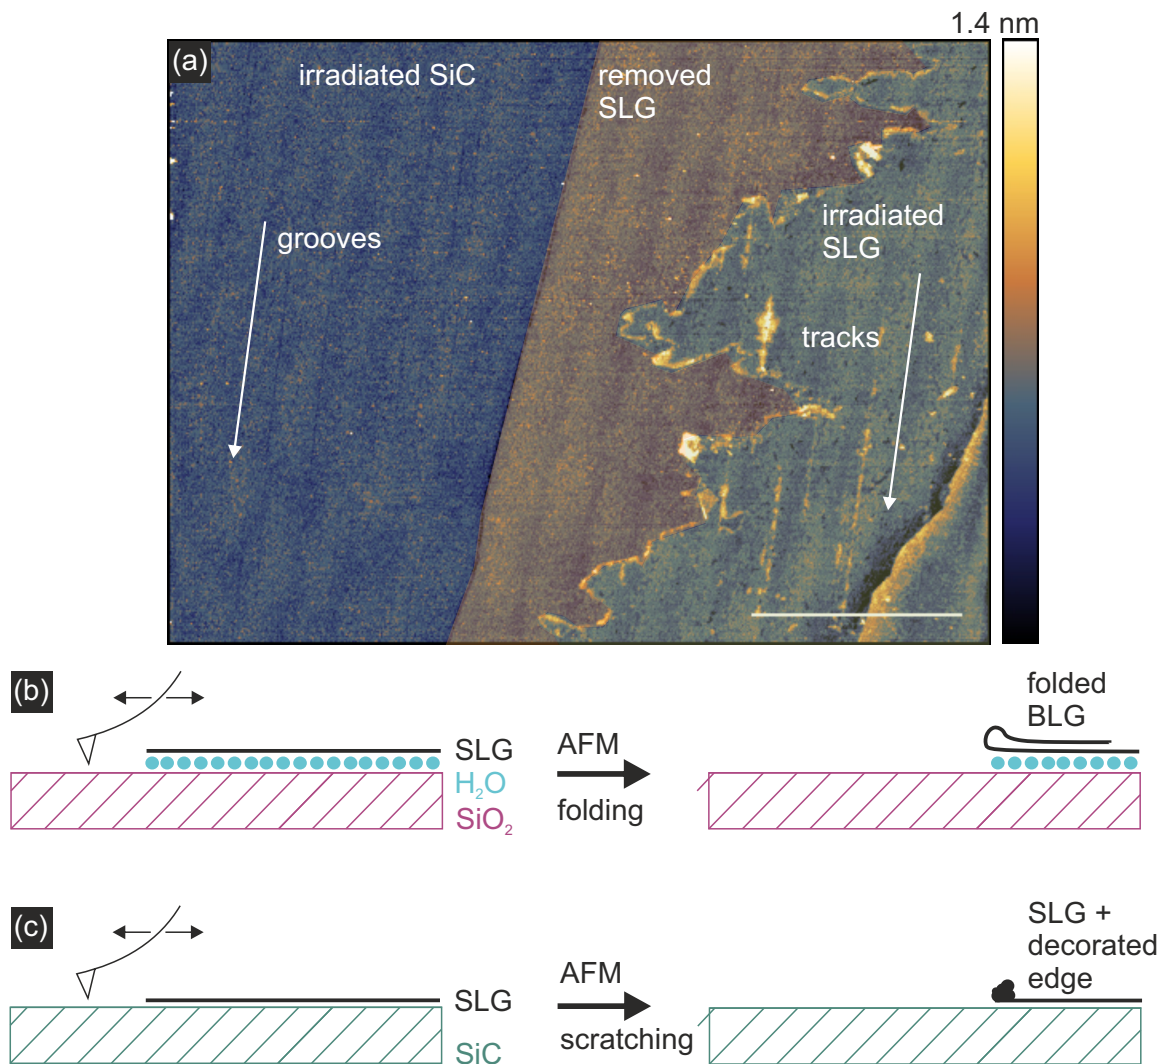 1.4 nm
(a)
irradiated SiC
removed
SLG
irradiated
SLG
grooves
tracks
(b)
SLG
H₂O
SiO₂
AFM
folding
folded
BLG
(c)
SLG
SiC
AFM
scratching
SLG +
decorated
edge